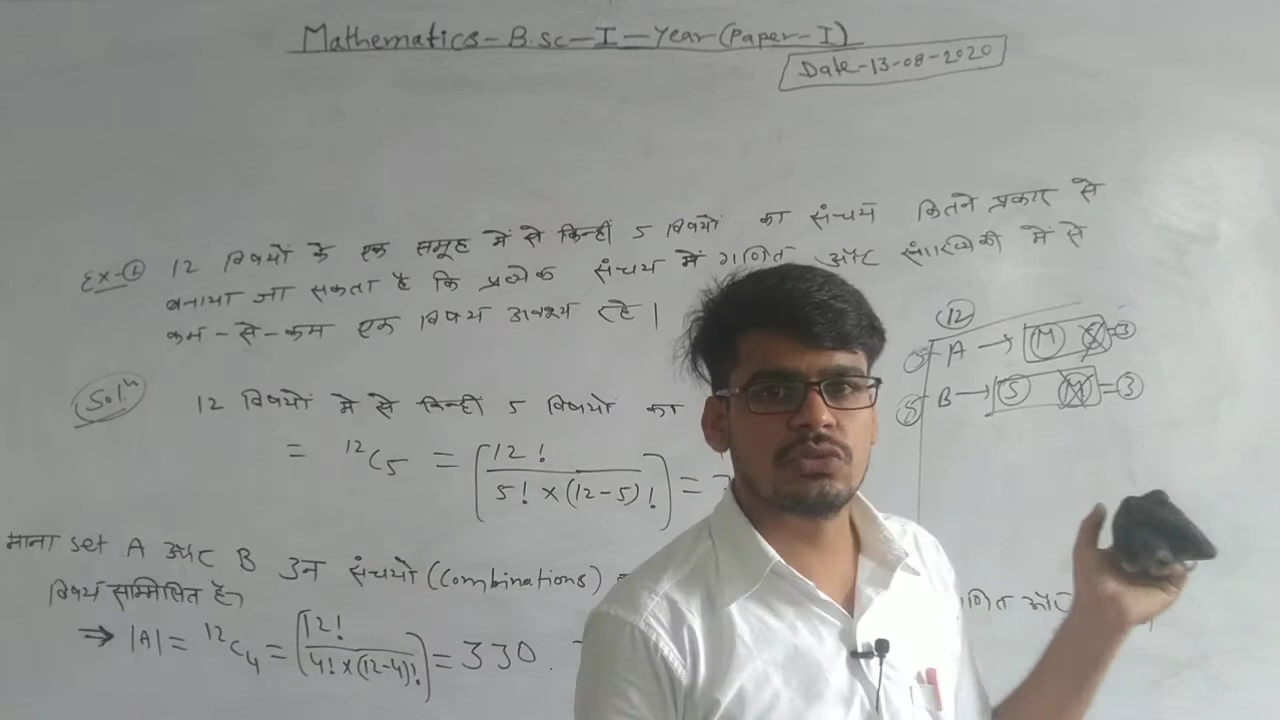 Mathematics-B.Sc-I-Year(Paper-I)
Date-13-08-2020
Ex-① 12 विषयों के एक समूह में से किन्हीं 5 विषयों का संचय कितने प्रकार से
बनाया जा सकता है कि प्रत्येक संचय में गणित और सांख्यिकी में से
कम-से-कम एक विषय अवश्य रहे।
⑫
A → M = ③
B → S = ③
Solⁿ 12 विषयों मे से किन्हीं 5 विषयों का
= ¹²C₅ = [12! / 5!×(12-5)!] =
माना set A और B उन संचयों (Combinations)
विषय सम्मिलित है, णित और
⇒ |A| = ¹²C₄ = [12! / 4!×(12-4)!] = 330.